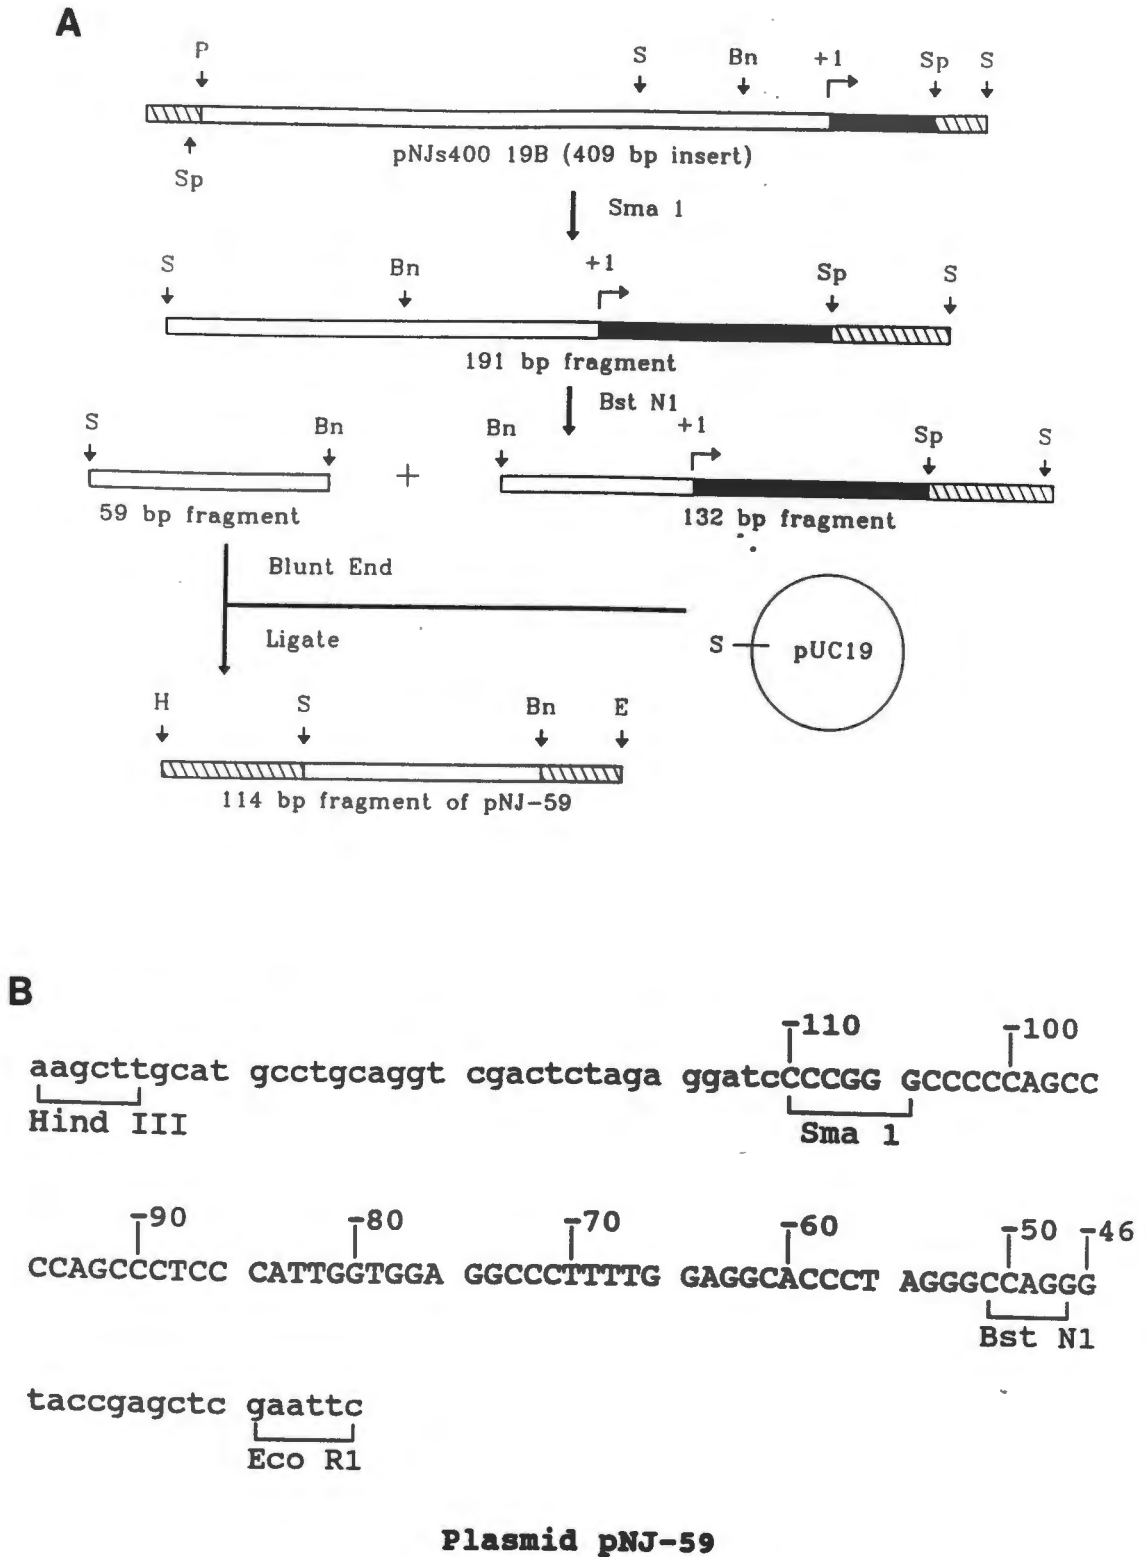 A
P S Bn +1 Sp S
Sp
pNJs400 19B (409 bp insert)
Sma 1
S Bn +1 Sp S
191 bp fragment
Bst N1
S Bn Bn +1 Sp S
+
59 bp fragment
132 bp fragment
Blunt End
Ligate
S pUC19
H S Bn E
114 bp fragment of pNJ-59
B
-110 -100
aagcttgcat gcctgcaggt cgactctaga ggatcCCCGG GCCCCCAGCC
Hind III Sma 1
-90 -80 -70 -60 -50 -46
CCAGCCCTCC CATTGGTGGA GGCCCTTTTG GAGGCACCCT AGGGCCAGGG
Bst N1
taccgagctc gaattc
Eco R1
Plasmid pNJ-59